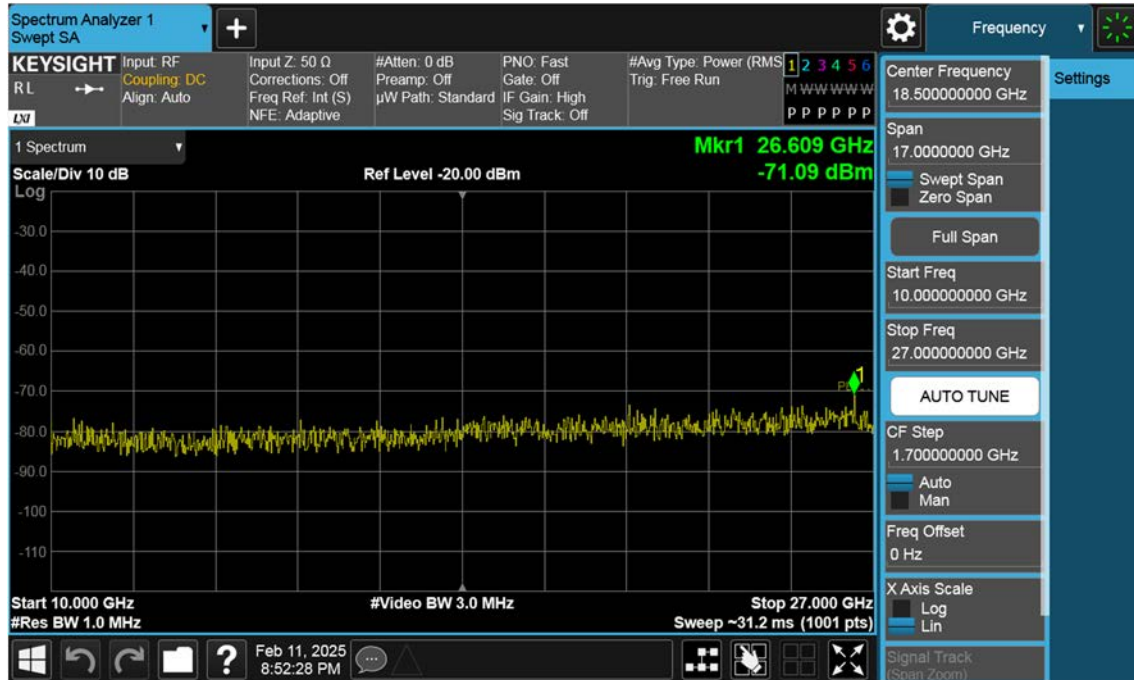 Spectrum Analyzer 1
Swept SA
Frequency
KEYSIGHT
RL
LXI
Input: RF
Coupling: DC
Align: Auto
Input Z: 50 Ω
Corrections: Off
Freq Ref: Int (S)
NFE: Adaptive
#Atten: 0 dB
Preamp: Off
µW Path: Standard
PNO: Fast
Gate: Off
IF Gain: High
Sig Track: Off
#Avg Type: Power (RMS
Trig: Free Run
1 2 3 4 5 6
M W W W W W
P P P P P P
1 Spectrum
Mkr1 26.609 GHz
Scale/Div 10 dB
Ref Level -20.00 dBm
-71.09 dBm
Log
-30.0
-40.0
-50.0
-60.0
-70.0
-80.0
-90.0
-100
-110
1
Start 10.000 GHz
#Video BW 3.0 MHz
Stop 27.000 GHz
#Res BW 1.0 MHz
Sweep ~31.2 ms (1001 pts)
Feb 11, 2025
8:52:28 PM
?
Center Frequency
18.500000000 GHz
Settings
Span
17.0000000 GHz
Swept Span
Zero Span
Full Span
Start Freq
10.000000000 GHz
Stop Freq
27.000000000 GHz
AUTO TUNE
CF Step
1.700000000 GHz
Auto
Man
Freq Offset
0 Hz
X Axis Scale
Log
Lin
Signal Track
(Span Zoom)